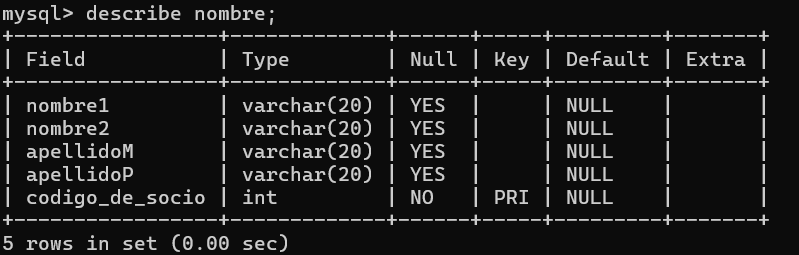 mysql> describe nombre;
+-----------------+-------------+------+-----+---------+-------+
| Field           | Type        | Null | Key | Default | Extra |
+-----------------+-------------+------+-----+---------+-------+
| nombre1         | varchar(20) | YES  |     | NULL    |       |
| nombre2         | varchar(20) | YES  |     | NULL    |       |
| apellidoM       | varchar(20) | YES  |     | NULL    |       |
| apellidoP       | varchar(20) | YES  |     | NULL    |       |
| codigo_de_socio | int         | NO   | PRI | NULL    |       |
+-----------------+-------------+------+-----+---------+-------+
5 rows in set (0.00 sec)